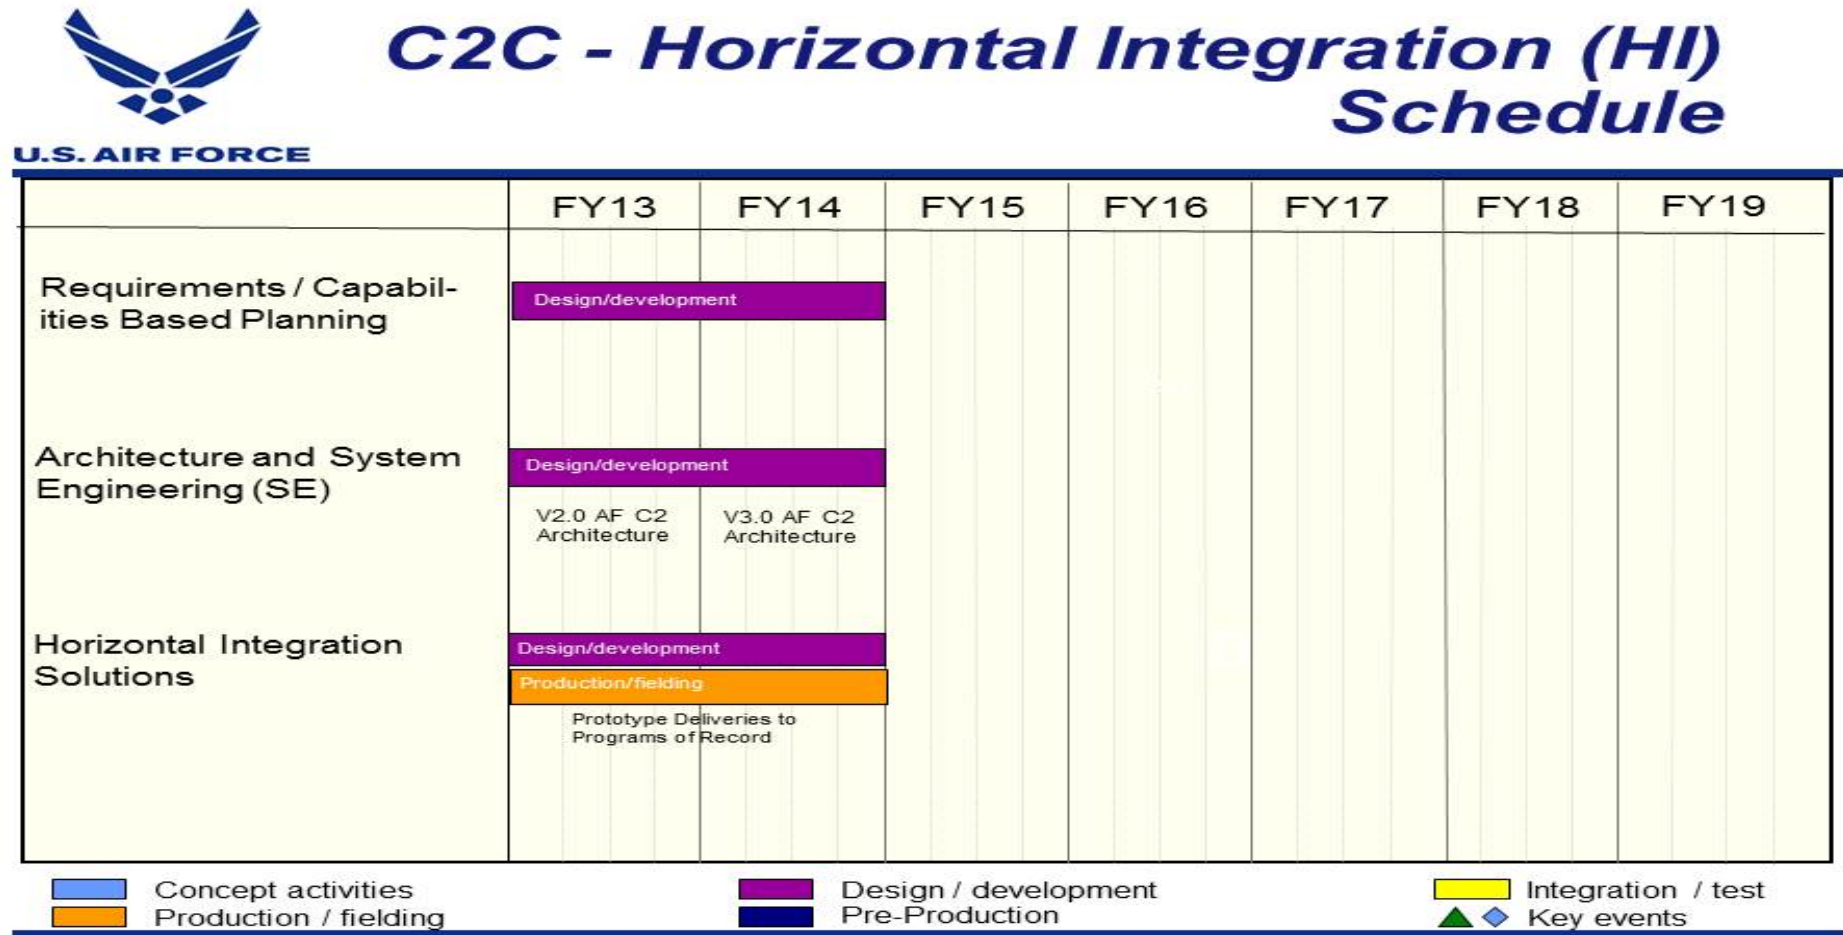 C2C - Horizontal Integration (HI)
Schedule
U.S. AIR FORCE
FY13 FY14 FY15 FY16 FY17 FY18 FY19
Requirements / Capabil-
ities Based Planning
Design/development
Architecture and System
Engineering (SE)
Design/development
V2.0 AF C2
Architecture
V3.0 AF C2
Architecture
Horizontal Integration
Solutions
Design/development
Production/fielding
Prototype Deliveries to
Programs of Record
Concept activities
Design / development
Integration / test
Production / fielding
Pre-Production
Key events